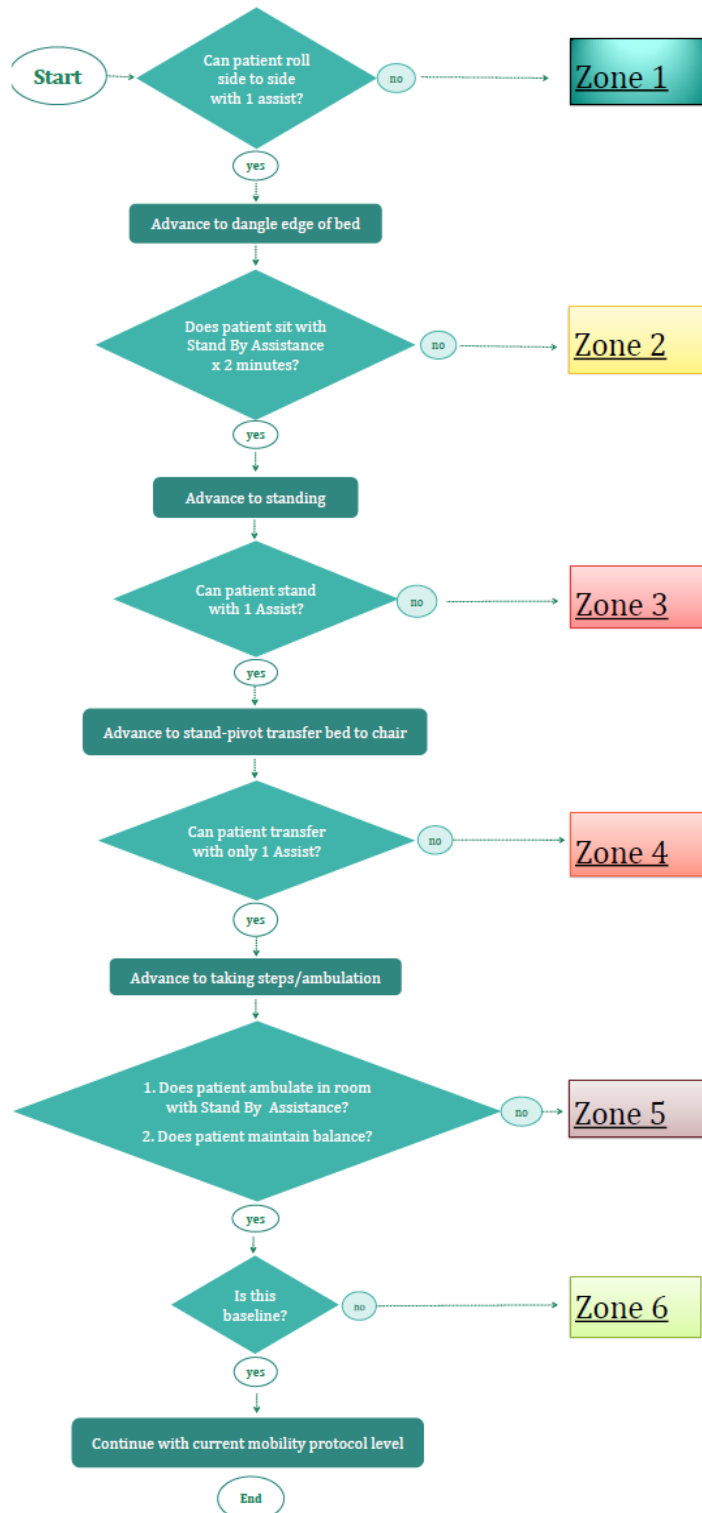 Start
Can patient roll
side to side
with 1 assist?
no
Zone 1
yes
Advance to dangle edge of bed
Does patient sit with
Stand By Assistance
x 2 minutes?
no
Zone 2
yes
Advance to standing
Can patient stand
with 1 Assist?
no
Zone 3
yes
Advance to stand-pivot transfer bed to chair
Can patient transfer
with only 1 Assist?
no
Zone 4
yes
Advance to taking steps/ambulation
1. Does patient ambulate in room
with Stand By Assistance?
2. Does patient maintain balance?
no
Zone 5
yes
Is this
baseline?
no
Zone 6
yes
Continue with current mobility protocol level
End